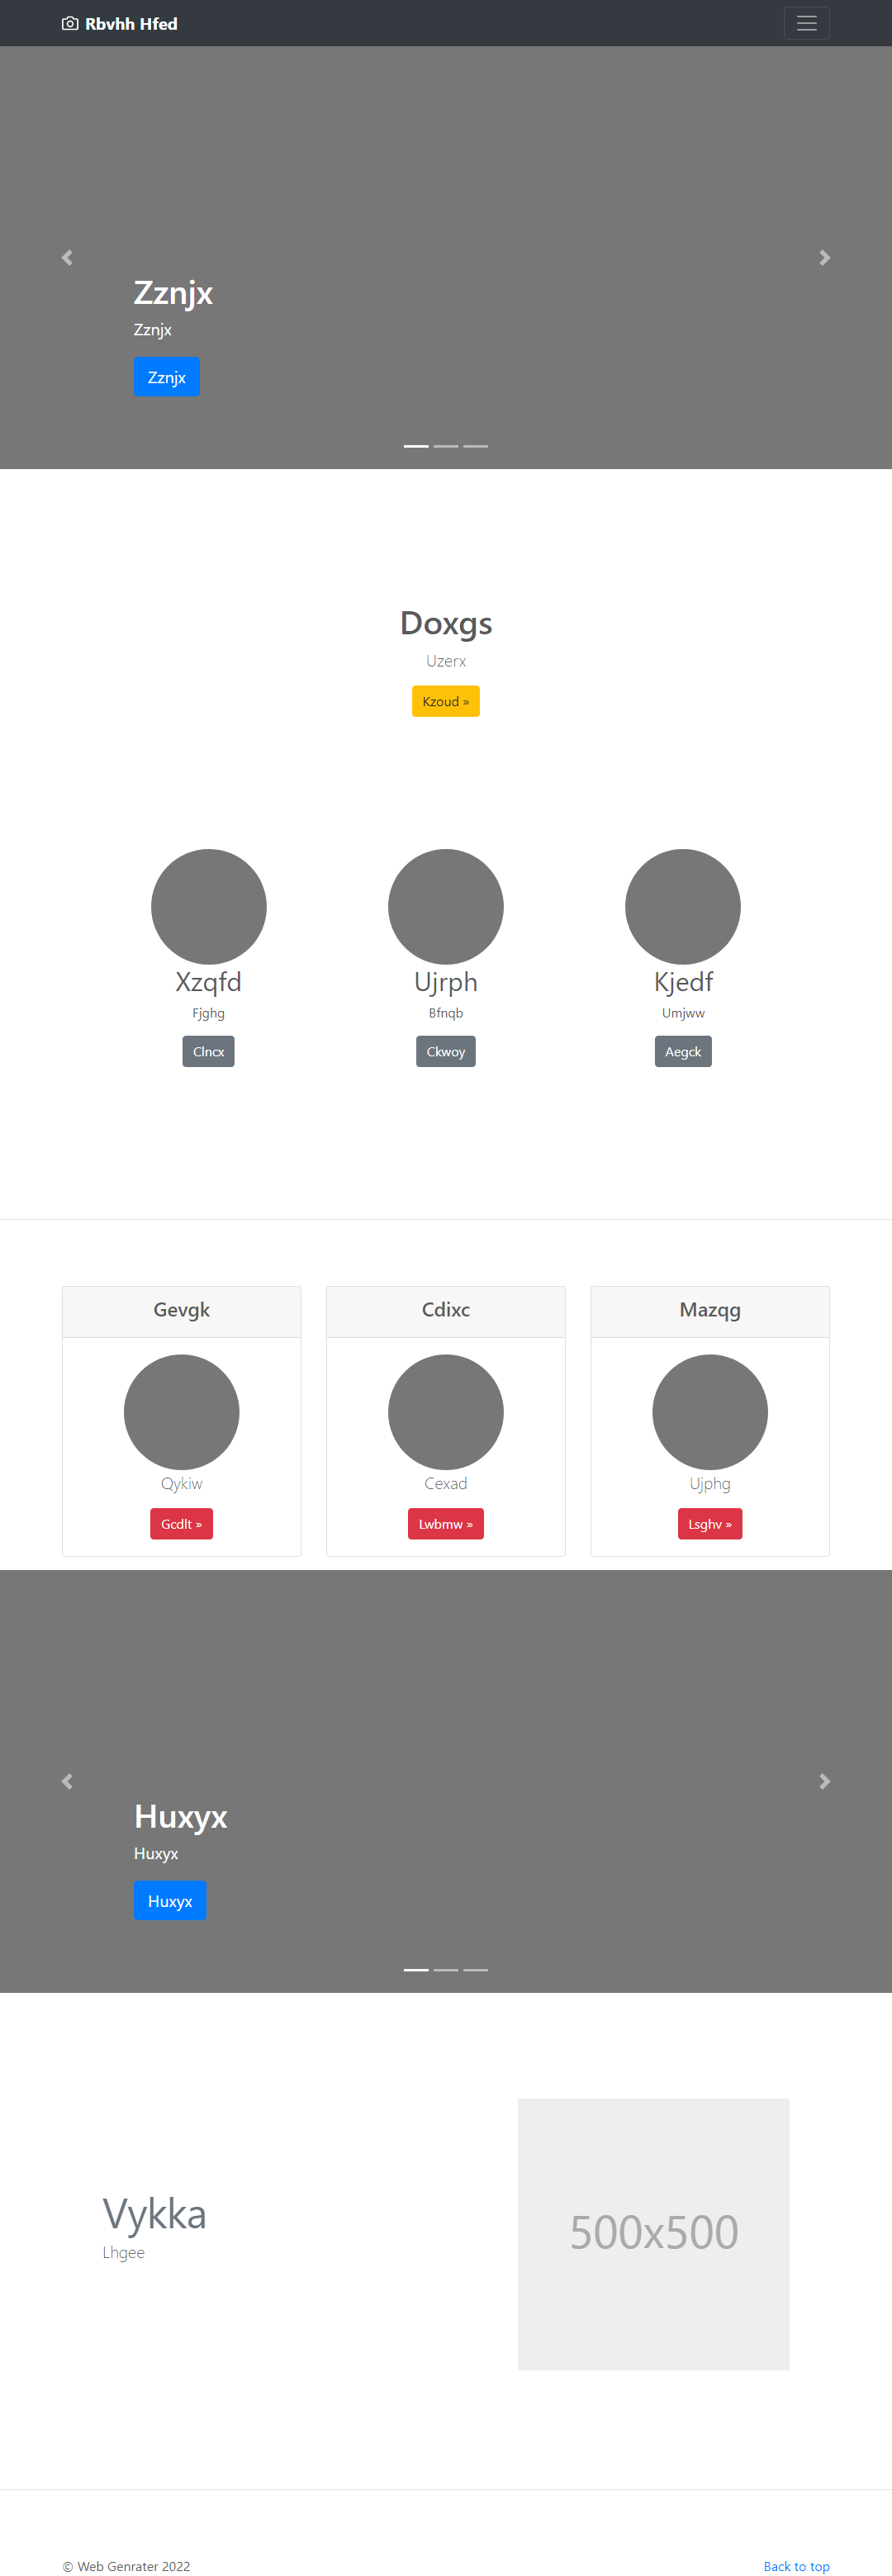 Rbvhh Hfed
Zznjx
Zznjx
Zznjx
Doxgs
Uzerx
Kzoud »
Xzqfd
Fjghg
Clncx
Ujrph
Bfnqb
Ckwoy
Kjedf
Umjww
Aegck
Gevgk
Qykiw
Gcdlt »
Cdixc
Cexad
Lwbmw »
Mazqg
Ujphg
Lsghv »
Huxyx
Huxyx
Huxyx
Vykka
Lhgee
500x500
© Web Genrater 2022
Back to top